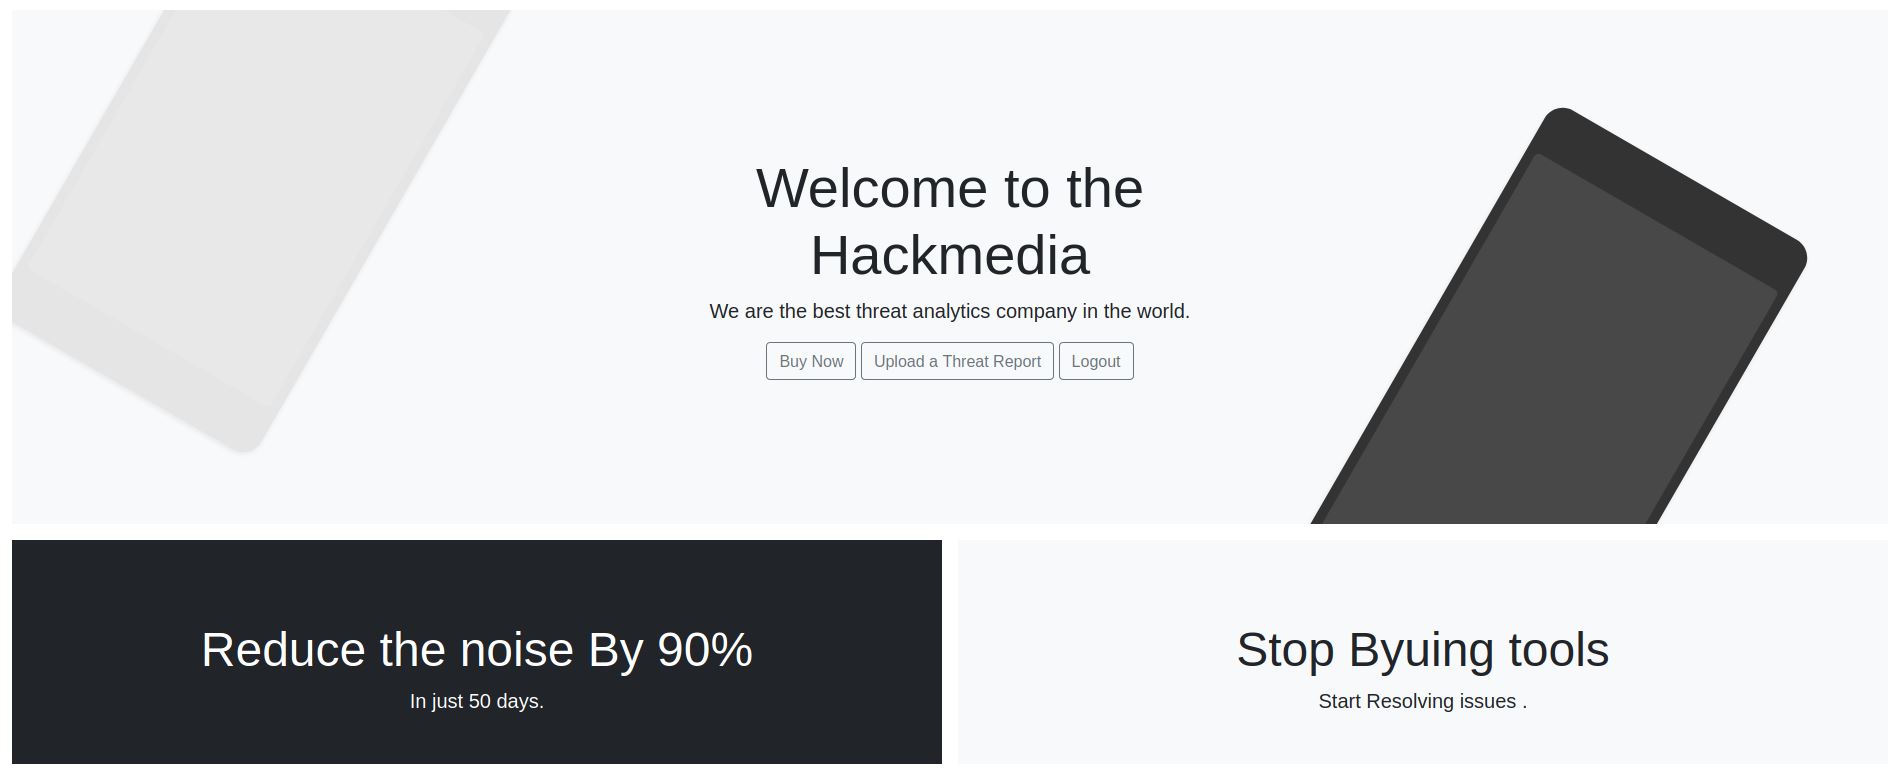 Welcome to the
Hackmedia
We are the best threat analytics company in the world.
Buy Now
Upload a Threat Report
Logout
Reduce the noise By 90%
In just 50 days.
Stop Byuing tools
Start Resolving issues .